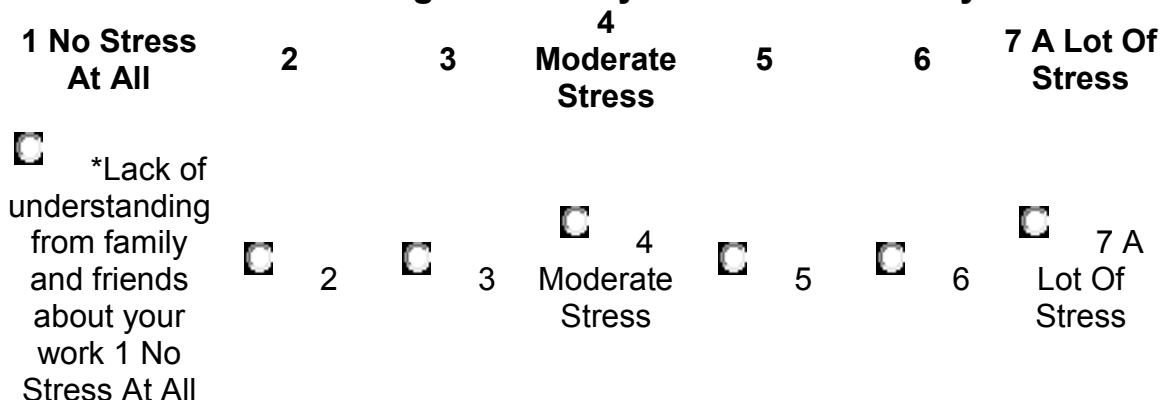 1 No Stress
At All
2
3
4
Moderate
Stress
5
6
7 A Lot Of
Stress
*Lack of
understanding
from family
and friends
about your
work 1 No
Stress At All
2
3
4
Moderate
Stress
5
6
7 A
Lot Of
Stress